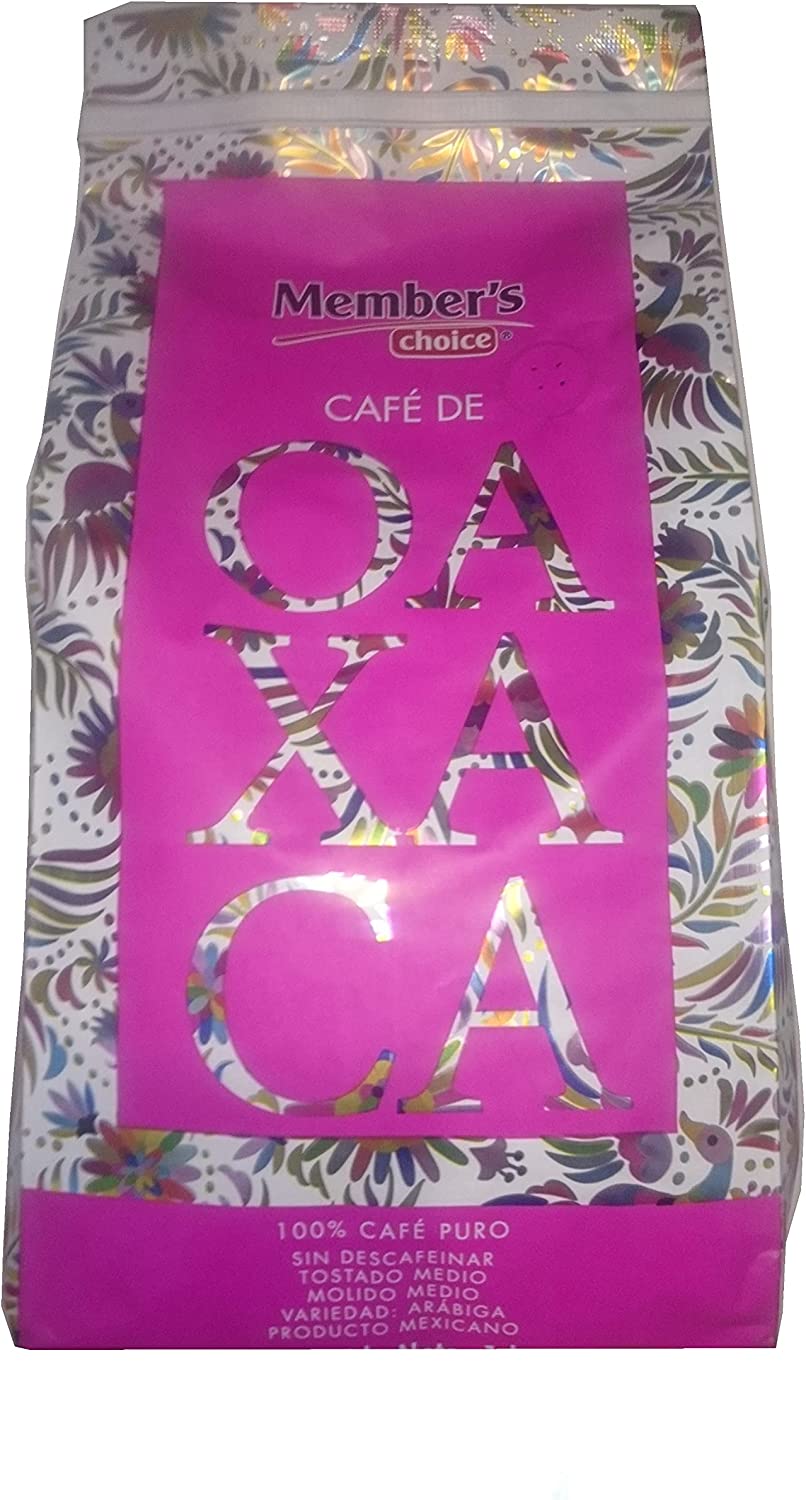 Member's
choice®
CAFÉ DE
OA
XA
CA
100% CAFÉ PURO
SIN DESCAFEINAR
TOSTADO MEDIO
MOLIDO MEDIO
VARIEDAD: ARÁBIGA
PRODUCTO MEXICANO